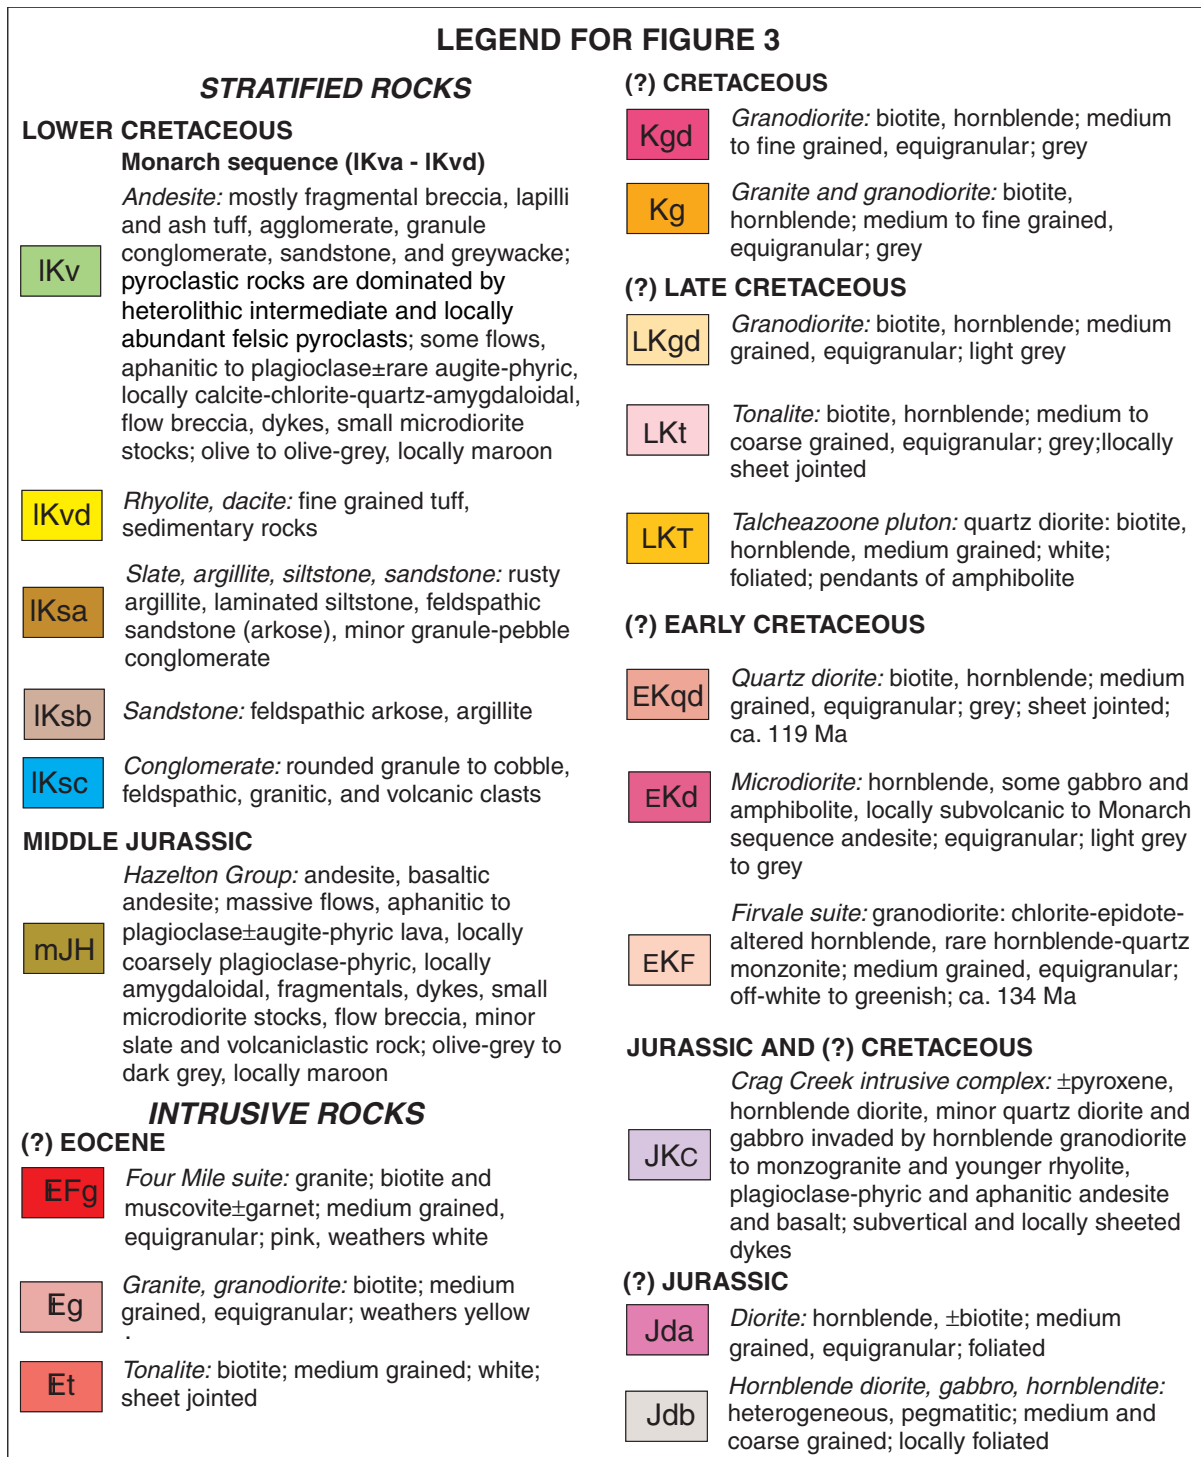 LEGEND FOR FIGURE 3
STRATIFIED ROCKS
LOWER CRETACEOUS
Monarch sequence (lKva - lKvd)
lKv
Andesite: mostly fragmental breccia, lapilli
and ash tuff, agglomerate, granule
conglomerate, sandstone, and greywacke;
pyroclastic rocks are dominated by
heterolithic intermediate and locally
abundant felsic pyroclasts; some flows,
aphanitic to plagioclase±rare augite-phyric,
locally calcite-chlorite-quartz-amygdaloidal,
flow breccia, dykes, small microdiorite
stocks; olive to olive-grey, locally maroon
lKvd
Rhyolite, dacite: fine grained tuff,
sedimentary rocks
lKsa
Slate, argillite, siltstone, sandstone: rusty
argillite, laminated siltstone, feldspathic
sandstone (arkose), minor granule-pebble
conglomerate
lKsb
Sandstone: feldspathic arkose, argillite
lKsc
Conglomerate: rounded granule to cobble,
feldspathic, granitic, and volcanic clasts
MIDDLE JURASSIC
mJH
Hazelton Group: andesite, basaltic
andesite; massive flows, aphanitic to
plagioclase±augite-phyric lava, locally
coarsely plagioclase-phyric, locally
amygdaloidal, fragmentals, dykes, small
microdiorite stocks, flow breccia, minor
slate and volcaniclastic rock; olive-grey to
dark grey, locally maroon
INTRUSIVE ROCKS
(?) EOCENE
EFg
Four Mile suite: granite; biotite and
muscovite±garnet; medium grained,
equigranular; pink, weathers white
Eg
Granite, granodiorite: biotite; medium
grained, equigranular; weathers yellow
.
Et
Tonalite: biotite; medium grained; white;
sheet jointed
(?) CRETACEOUS
Kgd
Granodiorite: biotite, hornblende; medium
to fine grained, equigranular; grey
Kg
Granite and granodiorite: biotite,
hornblende; medium to fine grained,
equigranular; grey
(?) LATE CRETACEOUS
LKgd
Granodiorite: biotite, hornblende; medium
grained, equigranular; light grey
LKt
Tonalite: biotite, hornblende; medium to
coarse grained, equigranular; grey;llocally
sheet jointed
LKT
Talcheazoone pluton: quartz diorite: biotite,
hornblende, medium grained; white;
foliated; pendants of amphibolite
(?) EARLY CRETACEOUS
EKqd
Quartz diorite: biotite, hornblende; medium
grained, equigranular; grey; sheet jointed;
ca. 119 Ma
EKd
Microdiorite: hornblende, some gabbro and
amphibolite, locally subvolcanic to Monarch
sequence andesite; equigranular; light grey
to grey
EKF
Firvale suite: granodiorite: chlorite-epidote-
altered hornblende, rare hornblende-quartz
monzonite; medium grained, equigranular;
off-white to greenish; ca. 134 Ma
JURASSIC AND (?) CRETACEOUS
JKC
Crag Creek intrusive complex: ±pyroxene,
hornblende diorite, minor quartz diorite and
gabbro invaded by hornblende granodiorite
to monzogranite and younger rhyolite,
plagioclase-phyric and aphanitic andesite
and basalt; subvertical and locally sheeted
dykes
(?) JURASSIC
Jda
Diorite: hornblende, ±biotite; medium
grained, equigranular; foliated
Jdb
Hornblende diorite, gabbro, hornblendite:
heterogeneous, pegmatitic; medium and
coarse grained; locally foliated